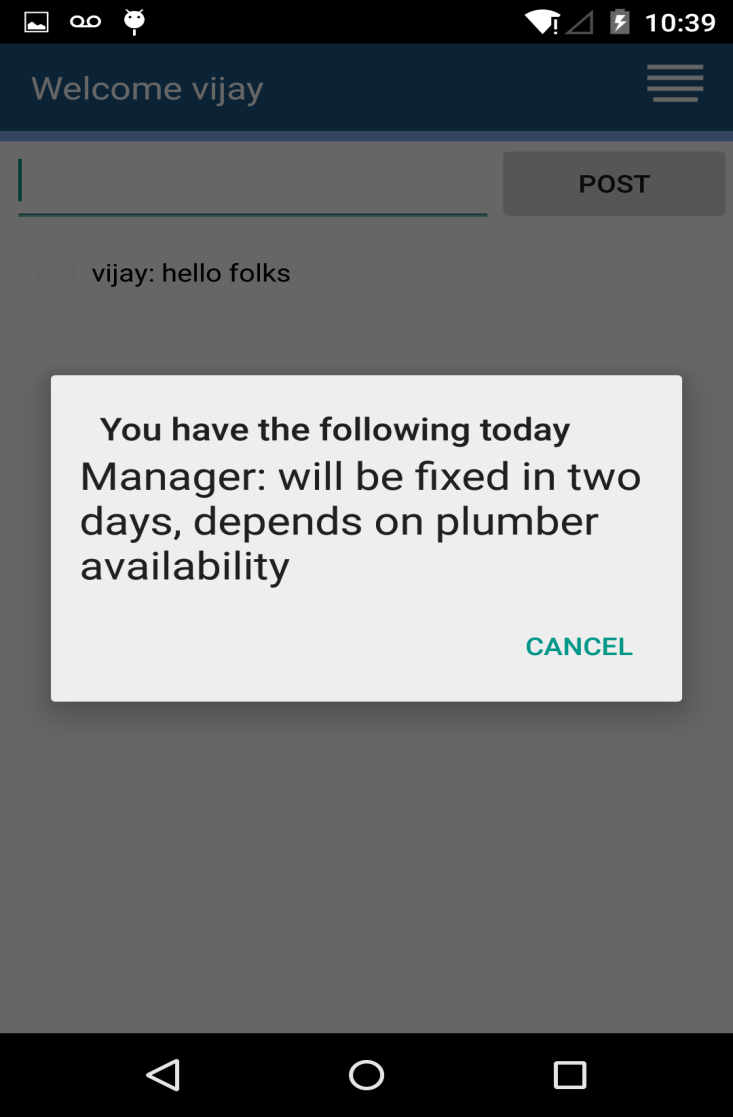 10:39
Welcome vijay
POST
vijay: hello folks
You have the following today
Manager: will be fixed in two
days, depends on plumber
availability
CANCEL